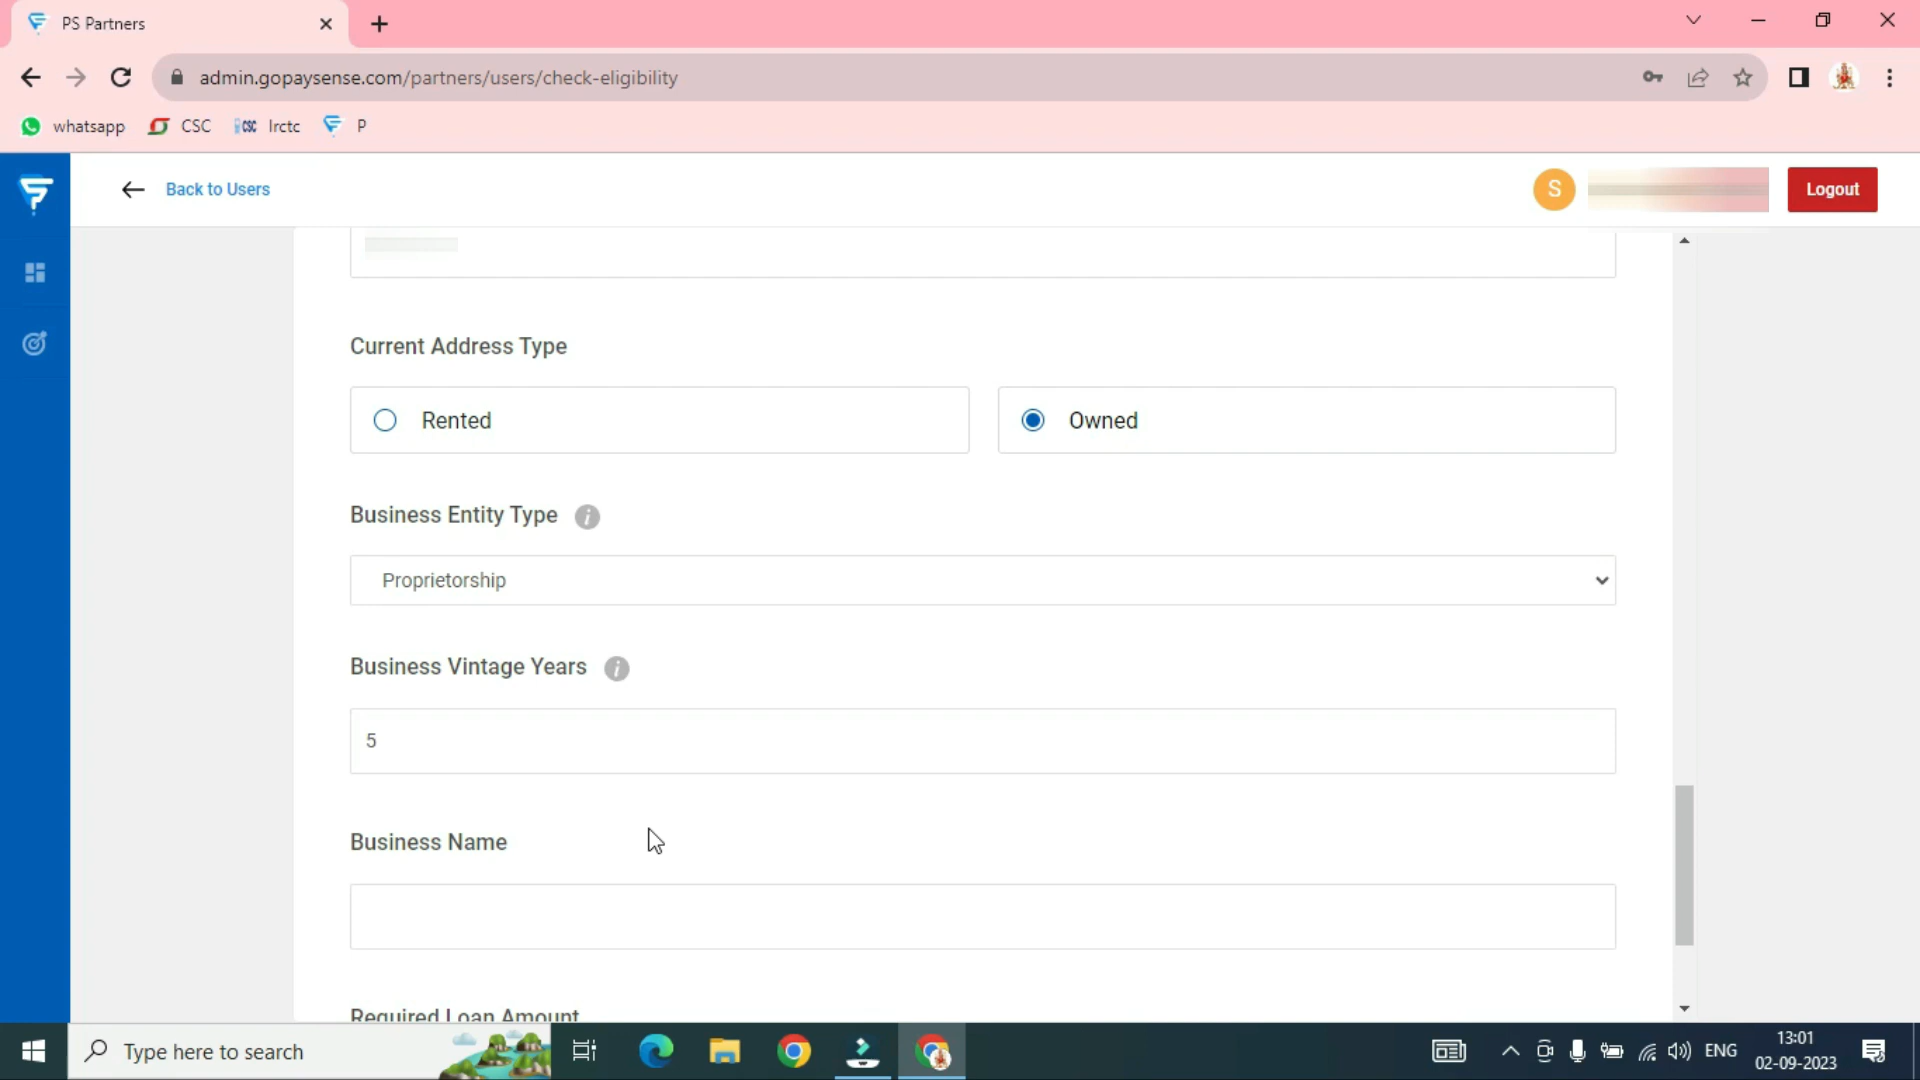 PS Partners
admin.gopaysense.com/partners/users/check-eligibility
whatsapp CSC CSC Irctc P
Back to Users
S
Logout
Current Address Type
Rented
Owned
Business Entity Type i
Proprietorship
Business Vintage Years i
5
Business Name
Required Loan Amount
Type here to search
ENG
13:01
02-09-2023